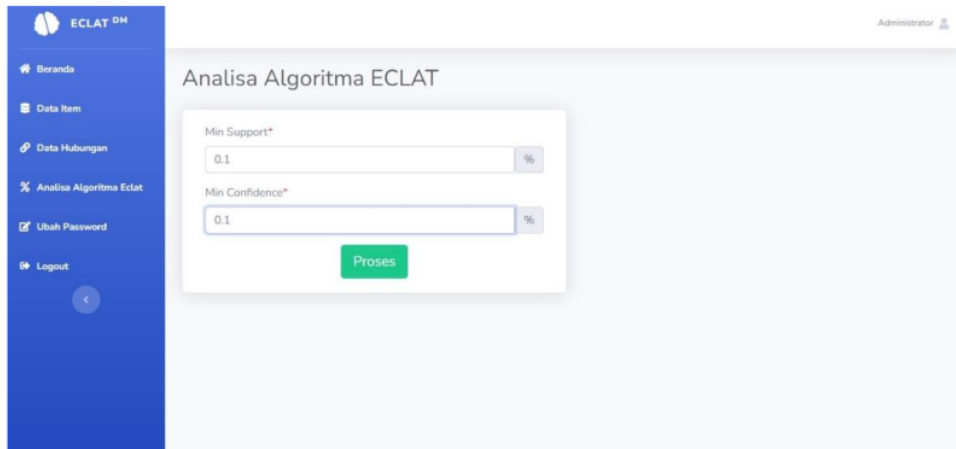 ECLAT DM
Administrator
Beranda
Data Item
Data Hubungan
Analisa Algoritma Eclat
Ubah Password
Logout
Analisa Algoritma ECLAT
Min Support*
0.1 %
Min Confidence*
0.1 %
Proses